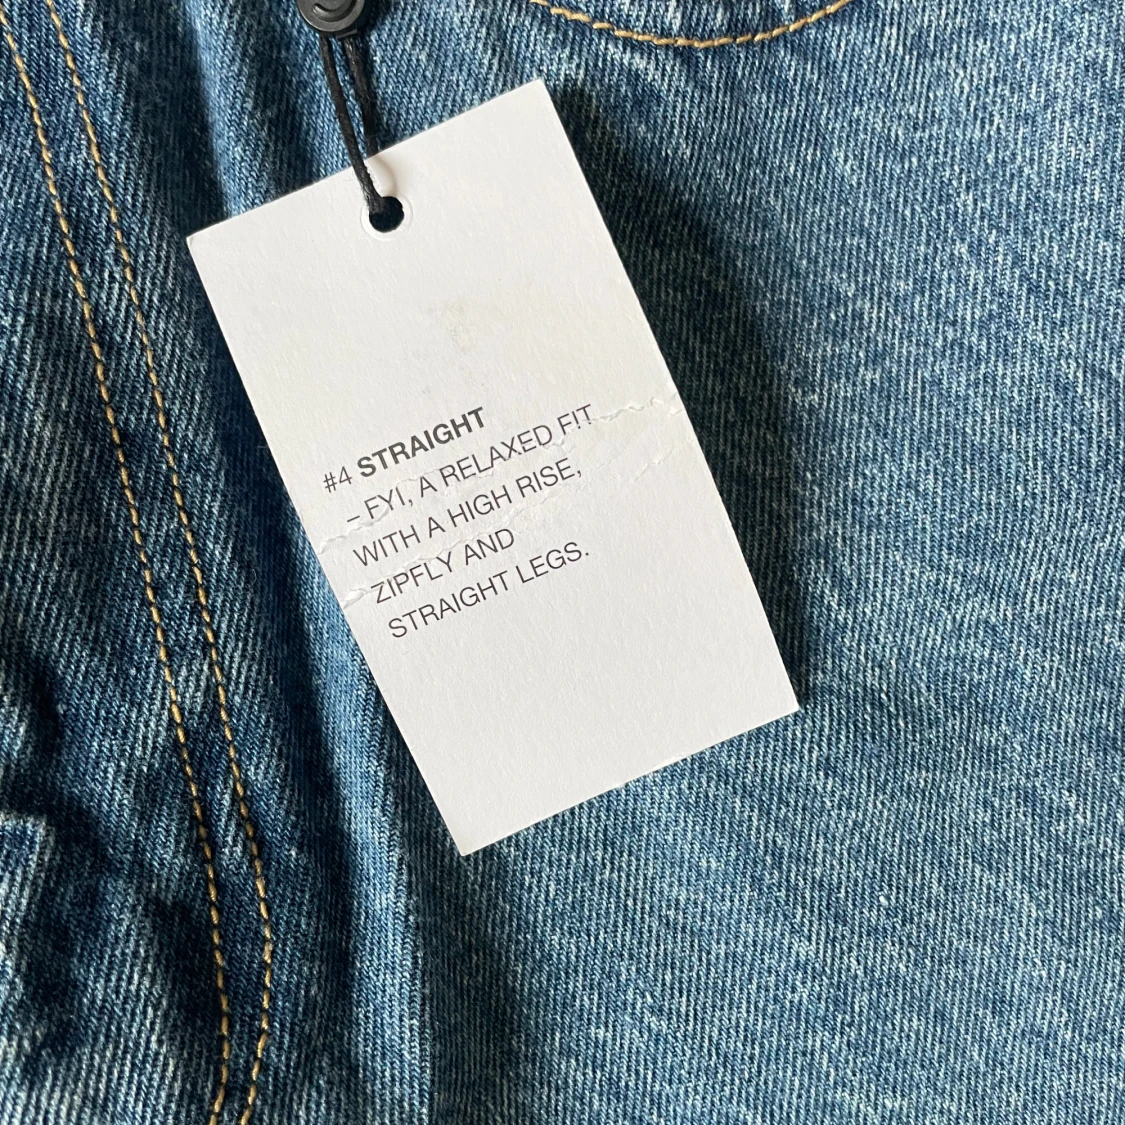 #4 STRAIGHT
– FYI, A RELAXED FIT
WITH A HIGH RISE,
ZIPFLY AND
STRAIGHT LEGS.